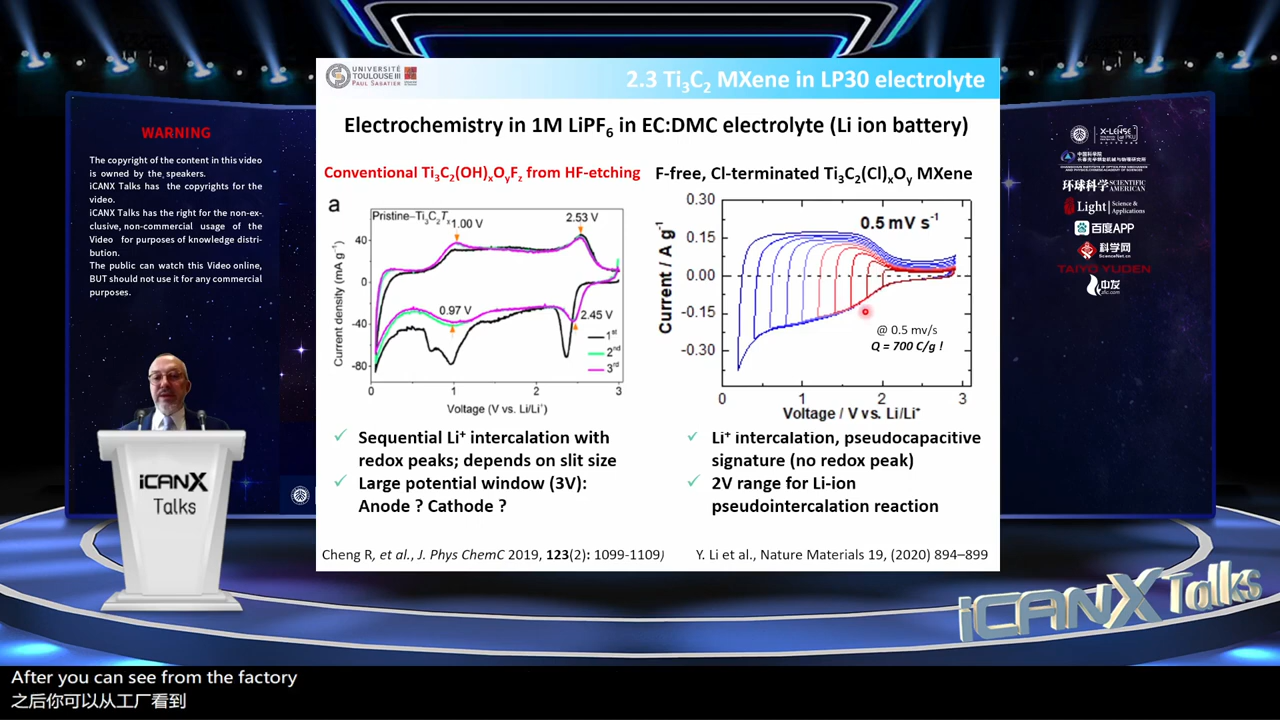 UNIVERSITÉ
TOULOUSE III
PAUL SABATIER
2.3 Ti3C2 MXene in LP30 electrolyte
Electrochemistry in 1M LiPF6 in EC:DMC electrolyte (Li ion battery)
Conventional Ti3C2(OH)xOyFz from HF-etching
F-free, Cl-terminated Ti3C2(Cl)xOy MXene
a
Pristine–Ti3C2Tx
1.00 V
2.53 V
0.97 V
2.45 V
1st
2nd
3rd
Current density (mA g-1)
40
0
-40
-80
0
1
2
3
Voltage (V vs. Li/Li+)
0.5 mV s-1
Current / A g-1
0.30
0.15
0.00
-0.15
-0.30
@ 0.5 mv/s
Q = 700 C/g !
0
1
2
3
Voltage / V vs. Li/Li+
✓ Sequential Li+ intercalation with
redox peaks; depends on slit size
✓ Large potential window (3V):
Anode ? Cathode ?
✓ Li+ intercalation, pseudocapacitive
signature (no redox peak)
✓ 2V range for Li-ion
pseudointercalation reaction
Cheng R, et al., J. Phys ChemC 2019, 123(2): 1099-1109)
Y. Li et al., Nature Materials 19, (2020) 894–899
WARNING
The copyright of the content in this video
is owned by the speakers.
iCANX Talks has the copyrights for the
video.
iCANX Talks has the right for the non-ex-
clusive, non-commercial usage of the
Video for purposes of knowledge distri-
bution.
The public can watch this Video online,
BUT should not use it for any commercial
purposes.
iCANX
Talks
X-LENSE
中国科学院
环球科学 SCIENTIFIC AMERICAN
Light Science & Applications
百度APP
科学网
ScienceNet.cn
TAIYO YUDEN
中友
iCANX Talks
After you can see from the factory
之后你可以从工厂看到